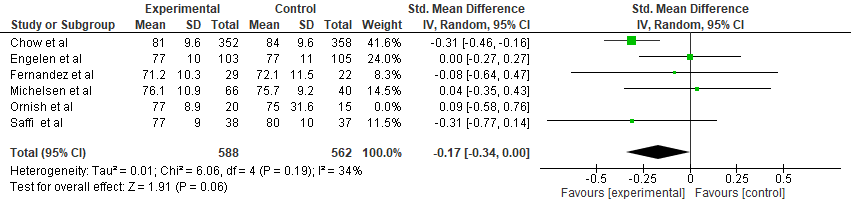 Experimental Control Std. Mean Difference Std. Mean Difference
Study or Subgroup Mean SD Total Mean SD Total Weight IV, Random, 95% CI IV, Random, 95% CI
Chow et al 81 9.6 352 84 9.6 358 41.6% -0.31 [-0.46, -0.16]
Engelen et al 77 10 103 77 11 105 24.0% 0.00 [-0.27, 0.27]
Fernandez et al 71.2 10.3 29 72.1 11.5 22 8.3% -0.08 [-0.64, 0.47]
Michelsen et al 76.1 10.9 66 75.7 9.2 40 14.6% 0.04 [-0.35, 0.43]
Ornish et al 77 8.9 20 75 31.6 15 0.0% 0.09 [-0.58, 0.76]
Saffi et al 77 9 38 80 10 37 11.5% -0.31 [-0.77, 0.14]
Total (95% CI) 588 562 100.0% -0.17 [-0.34, 0.00]
Heterogeneity: Tau² = 0.01; Chi² = 6.06, df = 4 (P = 0.19); I² = 34%
Test for overall effect: Z = 1.91 (P = 0.06)
-0.5 -0.25 0 0.25 0.5
Favours [experimental] Favours [control]